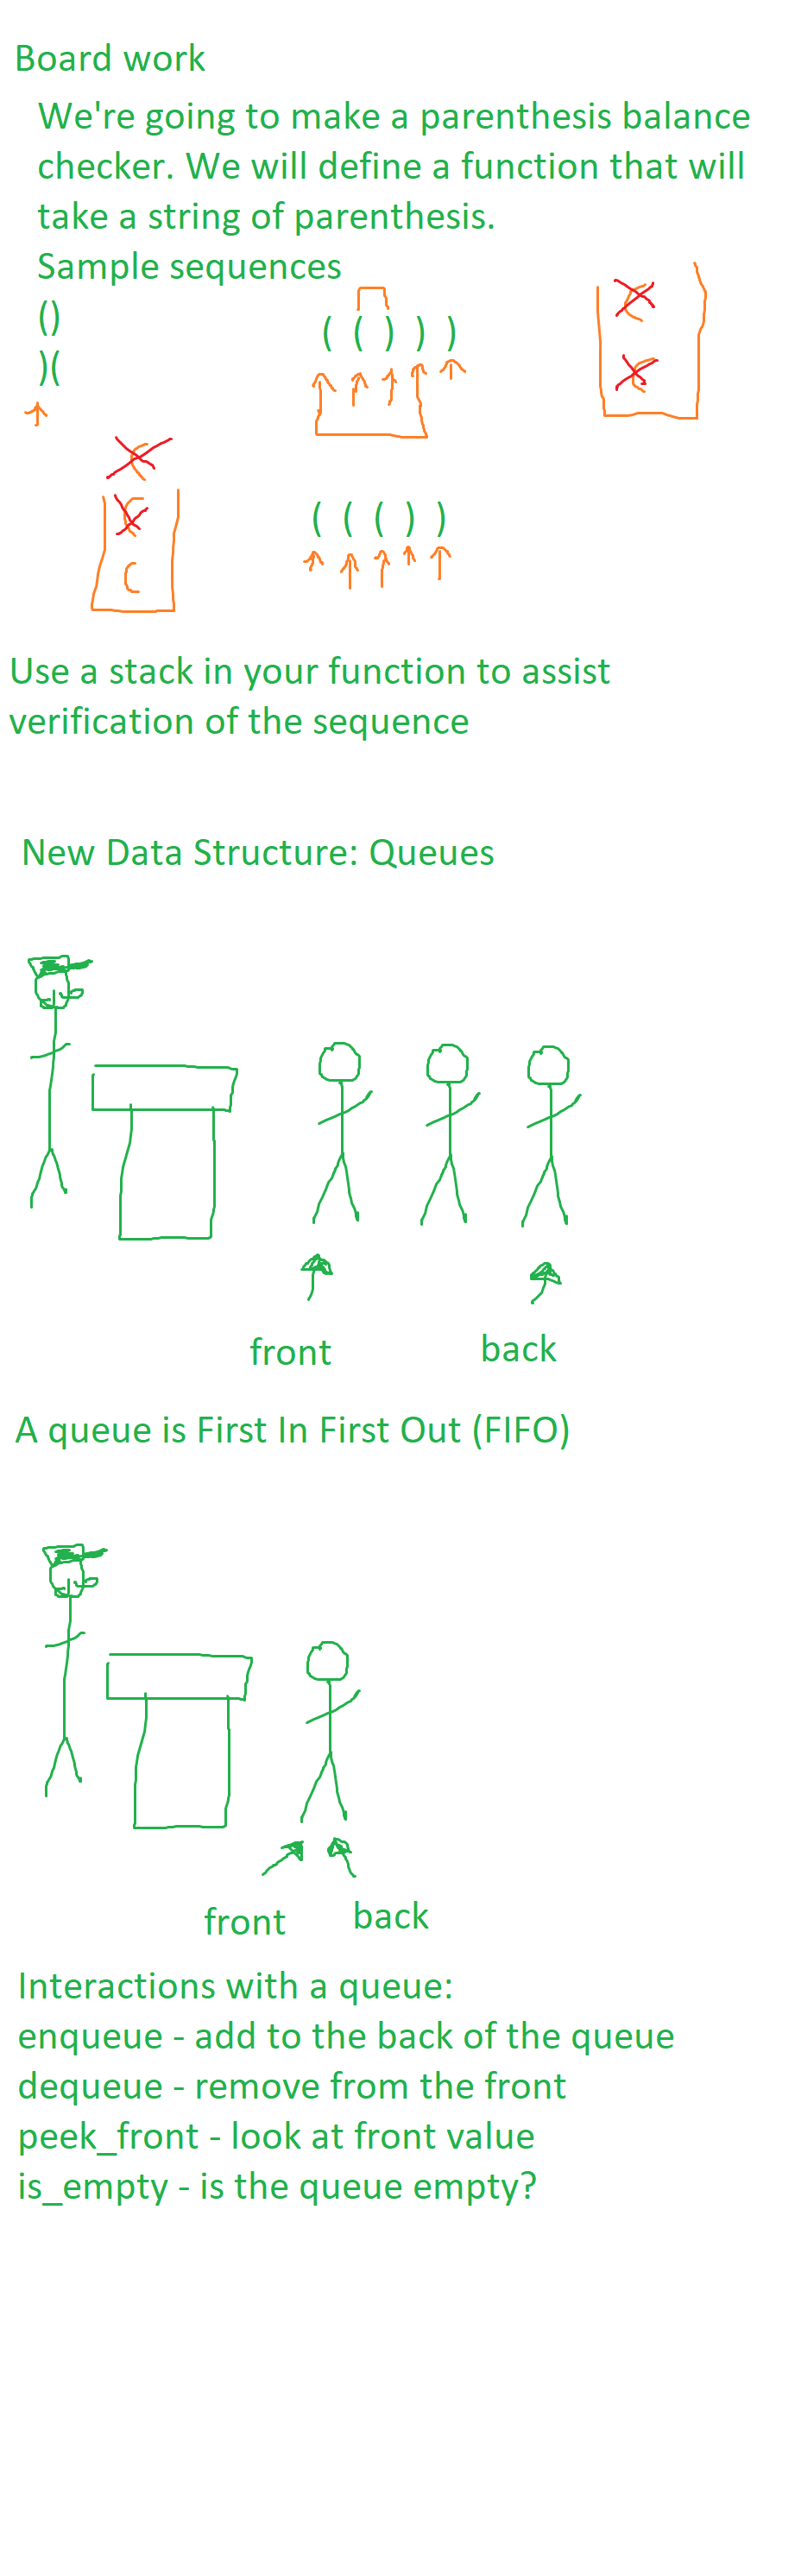 Board work
We're going to make a parenthesis balance
checker. We will define a function that will
take a string of parenthesis.
Sample sequences
()
)(
( ( ) ) )
( (
(
( ( ( ) )
( ( (
Use a stack in your function to assist
verification of the sequence
New Data Structure: Queues
front back
A queue is First In First Out (FIFO)
front back
Interactions with a queue:
enqueue - add to the back of the queue
dequeue - remove from the front
peek_front - look at front value
is_empty - is the queue empty?